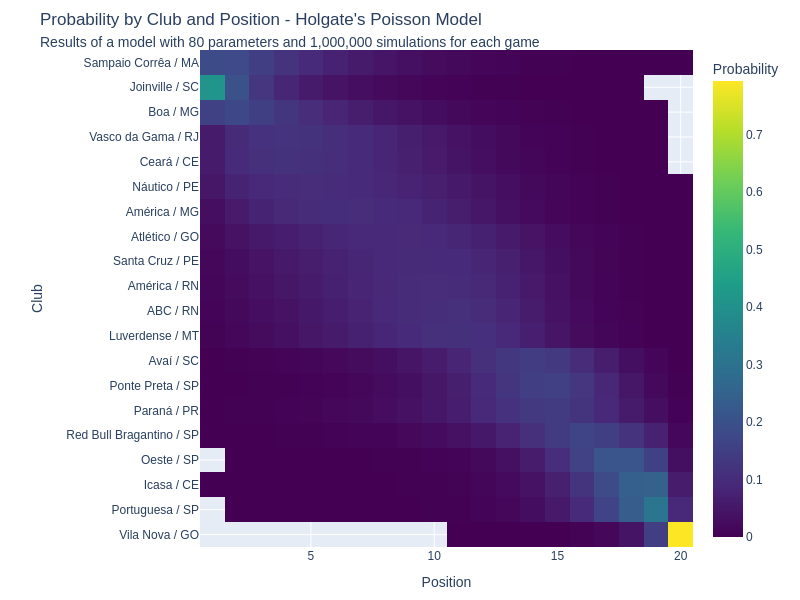 Probability by Club and Position - Holgate's Poisson Model
Results of a model with 80 parameters and 1,000,000 simulations for each game
Probability
Sampaio Corrêa / MA
Joinville / SC
Boa / MG
Vasco da Gama / RJ
Ceará / CE
Náutico / PE
América / MG
Atlético / GO
Santa Cruz / PE
América / RN
ABC / RN
Luverdense / MT
Avaí / SC
Ponte Preta / SP
Paraná / PR
Red Bull Bragantino / SP
Oeste / SP
Icasa / CE
Portuguesa / SP
Vila Nova / GO
Club
5
10
15
20
Position
0.7
0.6
0.5
0.4
0.3
0.2
0.1
0